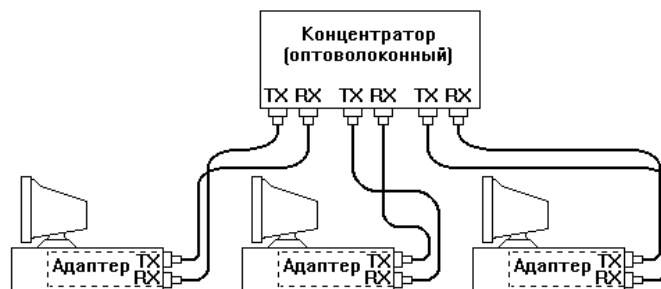 Концентратор
(оптоволоконный)
TX RX TX RX TX RX
Адаптер TX
RX
Адаптер TX
RX
Адаптер TX
RX